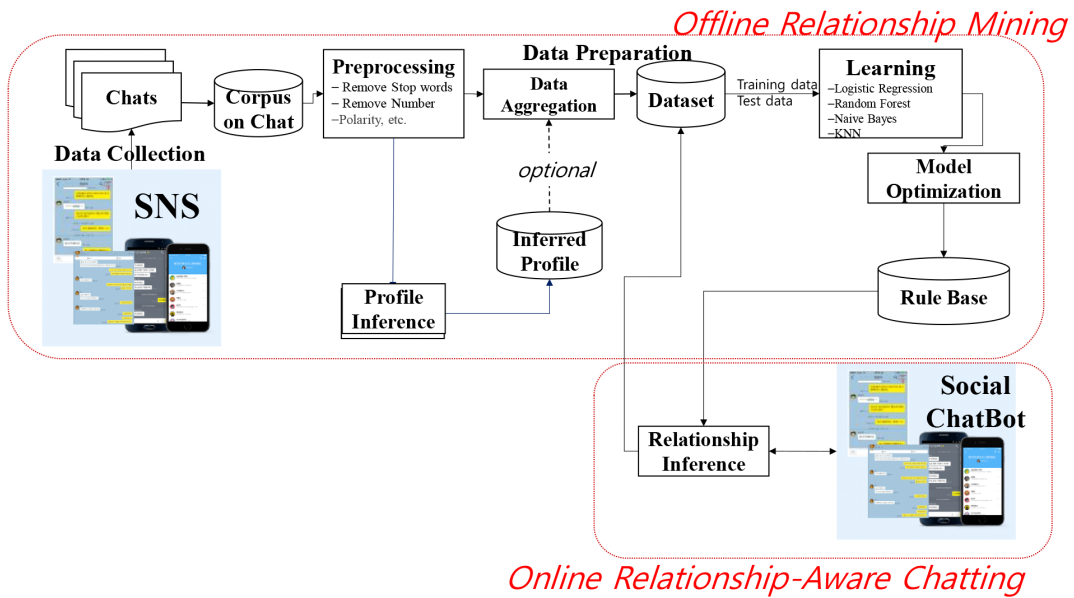 Offline Relationship Mining
Chats
Corpus
on Chat
Preprocessing
– Remove Stop words
– Remove Number
–Polarity, etc.
Data Preparation
Data
Aggregation
Dataset
Training data
Test data
Learning
–Logistic Regression
–Random Forest
–Naive Bayes
–KNN
Data Collection
SNS
optional
Model
Optimization
Inferred
Profile
Profile
Inference
Rule Base
Relationship
Inference
Social
ChatBot
Online Relationship-Aware Chatting